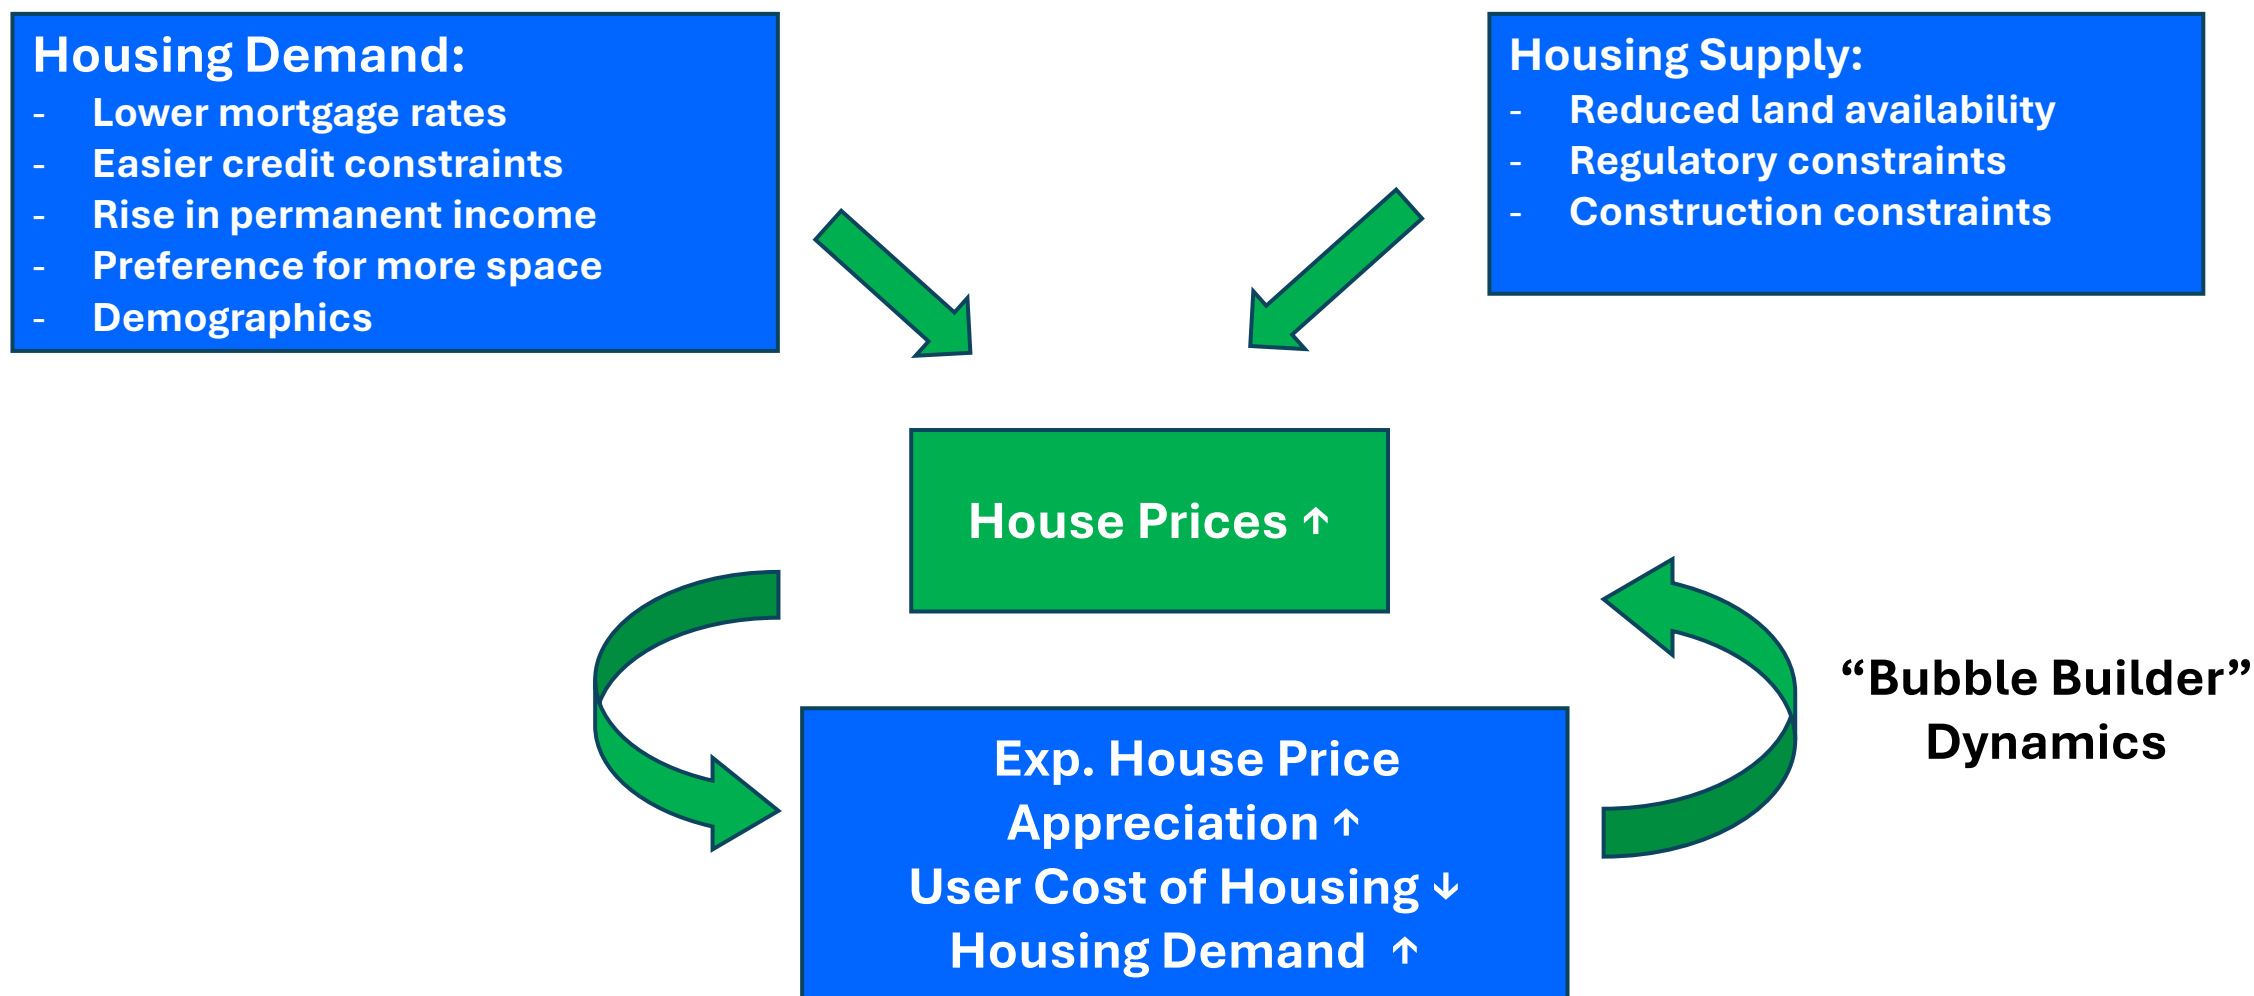 Housing Demand:
- Lower mortgage rates
- Easier credit constraints
- Rise in permanent income
- Preference for more space
- Demographics
Housing Supply:
- Reduced land availability
- Regulatory constraints
- Construction constraints
House Prices ↑
“Bubble Builder”
Dynamics
Exp. House Price
Appreciation ↑
User Cost of Housing ↓
Housing Demand ↑